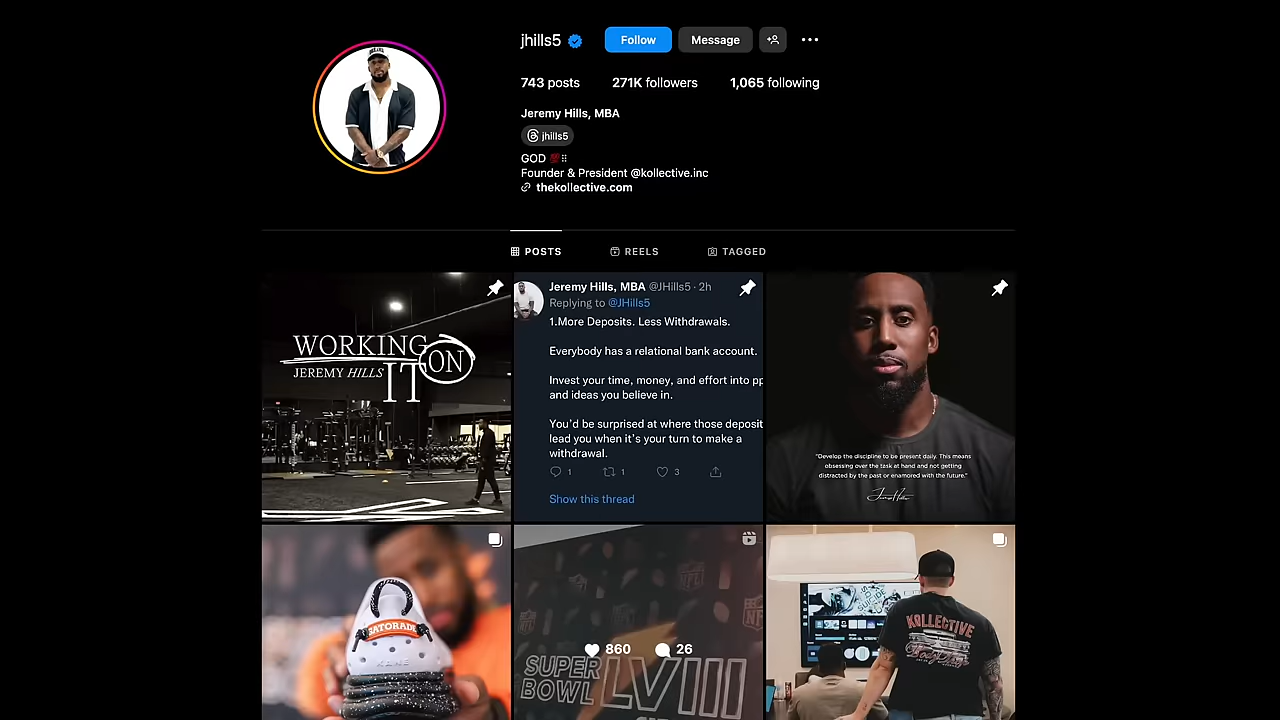 jhills5
Follow
Message
743 posts
271K followers
1,065 following
Jeremy Hills, MBA
jhills5
GOD 💯⁝⁝
Founder & President @kollective.inc
thekollective.com
POSTS
REELS
TAGGED
WORKING
ON
JEREMY HILLS
IT
Jeremy Hills, MBA @JHills5 · 2h
Replying to @JHills5
1.More Deposits. Less Withdrawals.
Everybody has a relational bank account.
Invest your time, money, and effort into pp
and ideas you believe in.
You'd be surprised at where those deposit
lead you when it's your turn to make a
withdrawal.
1
1
3
Show this thread
"Develop the discipline to be present daily. This means
obsessing over the task at hand and not getting
distracted by the past or enamored with the future."
GATORADE
KANE
NFL
860
26
SUPER
BOWL
LVIII
KOLLECTIVE